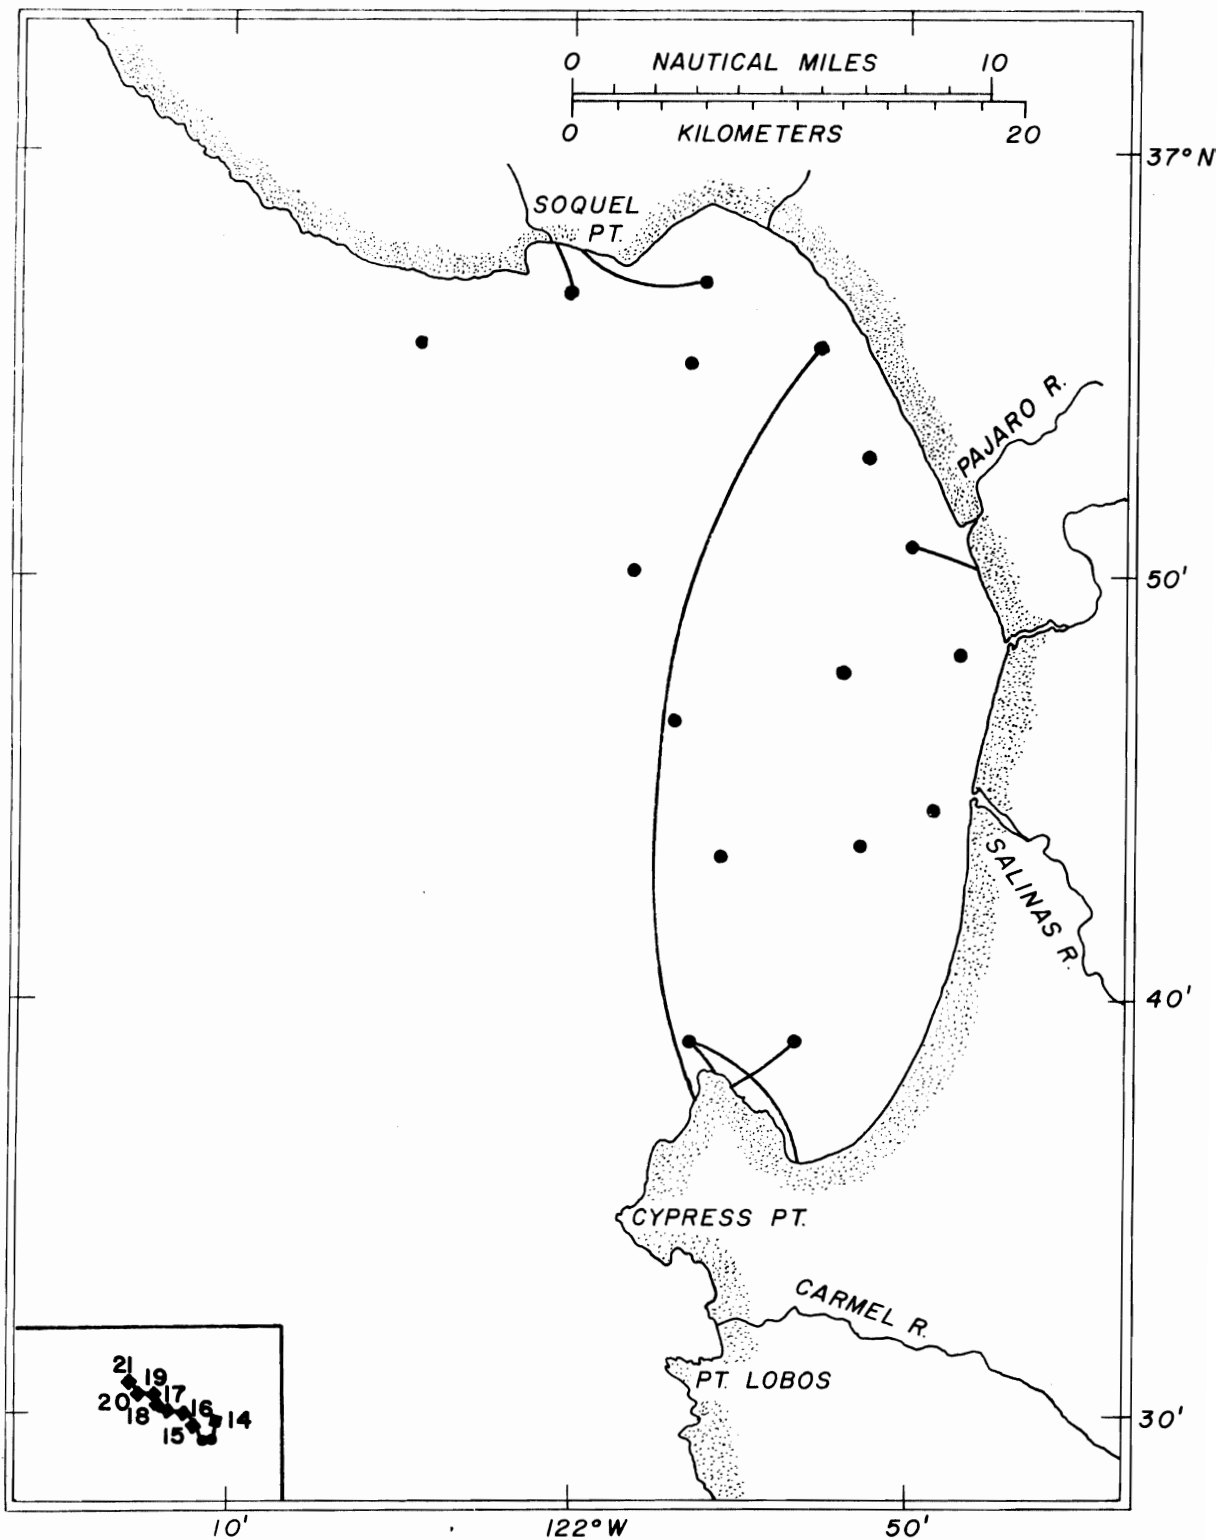 0 NAUTICAL MILES 10
0 KILOMETERS 20
37° N
SOQUEL
PT.
PAJARO R.
50'
SALINAS R.
40'
CYPRESS PT.
CARMEL R.
PT. LOBOS
30'
21 19
17
20 18 16 14
15
10' 122° W 50'